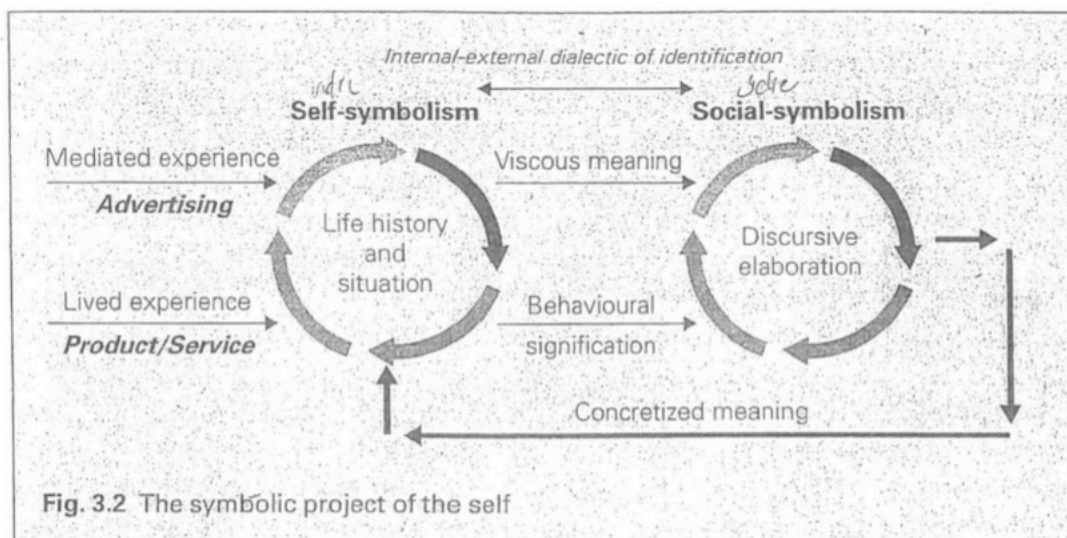 Internal-external dialectic of identification
Self-symbolism
Social-symbolism
Mediated experience
Advertising
Viscous meaning
Life history
and
situation
Discursive
elaboration
Lived experience
Product/Service
Behavioural
signification
Concretized meaning
Fig. 3.2 The symbolic project of the self